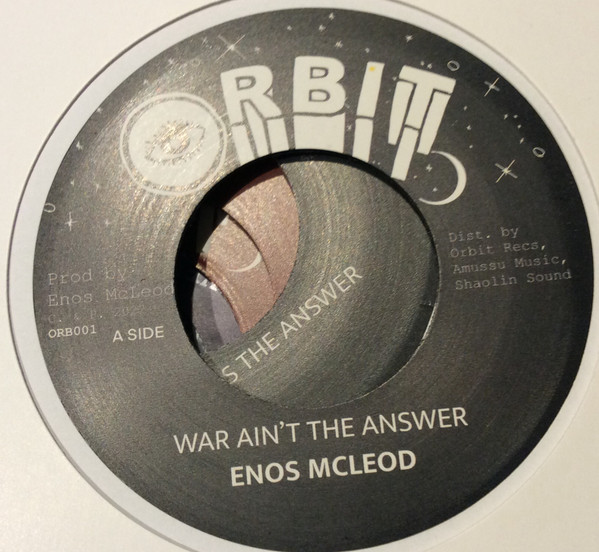 ORBIT
Prod by
Enos McLeod
ORB001
A SIDE
Dist. by
Orbit Recs,
Amussu Music,
Shaolin Sound
S THE ANSWER
WAR AIN'T THE ANSWER
ENOS MCLEOD